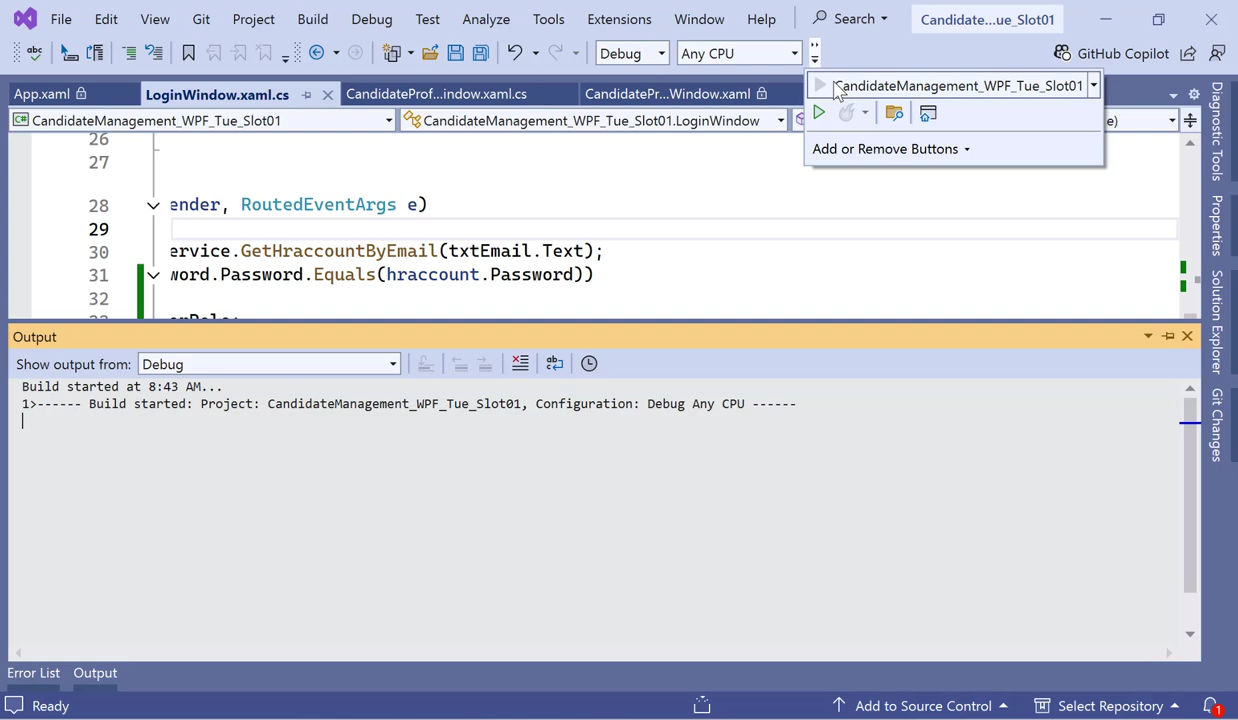 File Edit View Git Project Build Debug Test Analyze Tools Extensions Window Help Search Candidate...ue_Slot01
abc Debug Any CPU GitHub Copilot
CandidateManagement_WPF_Tue_Slot01
App.xaml LoginWindow.xaml.cs CandidateProf...indow.xaml.cs CandidatePr...Window.xaml
CandidateManagement_WPF_Tue_Slot01 CandidateManagement_WPF_Tue_Slot01.LoginWindow e)
Add or Remove Buttons
26
27
28 ender, RoutedEventArgs e)
29
30 ervice.GetHraccountByEmail(txtEmail.Text);
31 word.Password.Equals(hraccount.Password))
32
Output
Show output from: Debug
Build started at 8:43 AM...
1>------ Build started: Project: CandidateManagement_WPF_Tue_Slot01, Configuration: Debug Any CPU ------
Error List Output
Ready Add to Source Control Select Repository 1
Diagnostic Tools
Properties
Solution Explorer
Git Changes